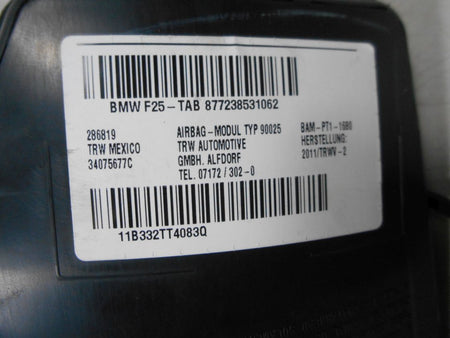 BMW F25-TAB 877238531062
286819
TRW MEXICO
34075677C
AIRBAG-MODUL TYP 90025
TRW AUTOMOTIVE
GMBH. ALFDORF
TEL. 07172/302-0
BAM-PT1-1680
HERSTELLUNG:
2011/TRWV-2
11B332TT4083Q